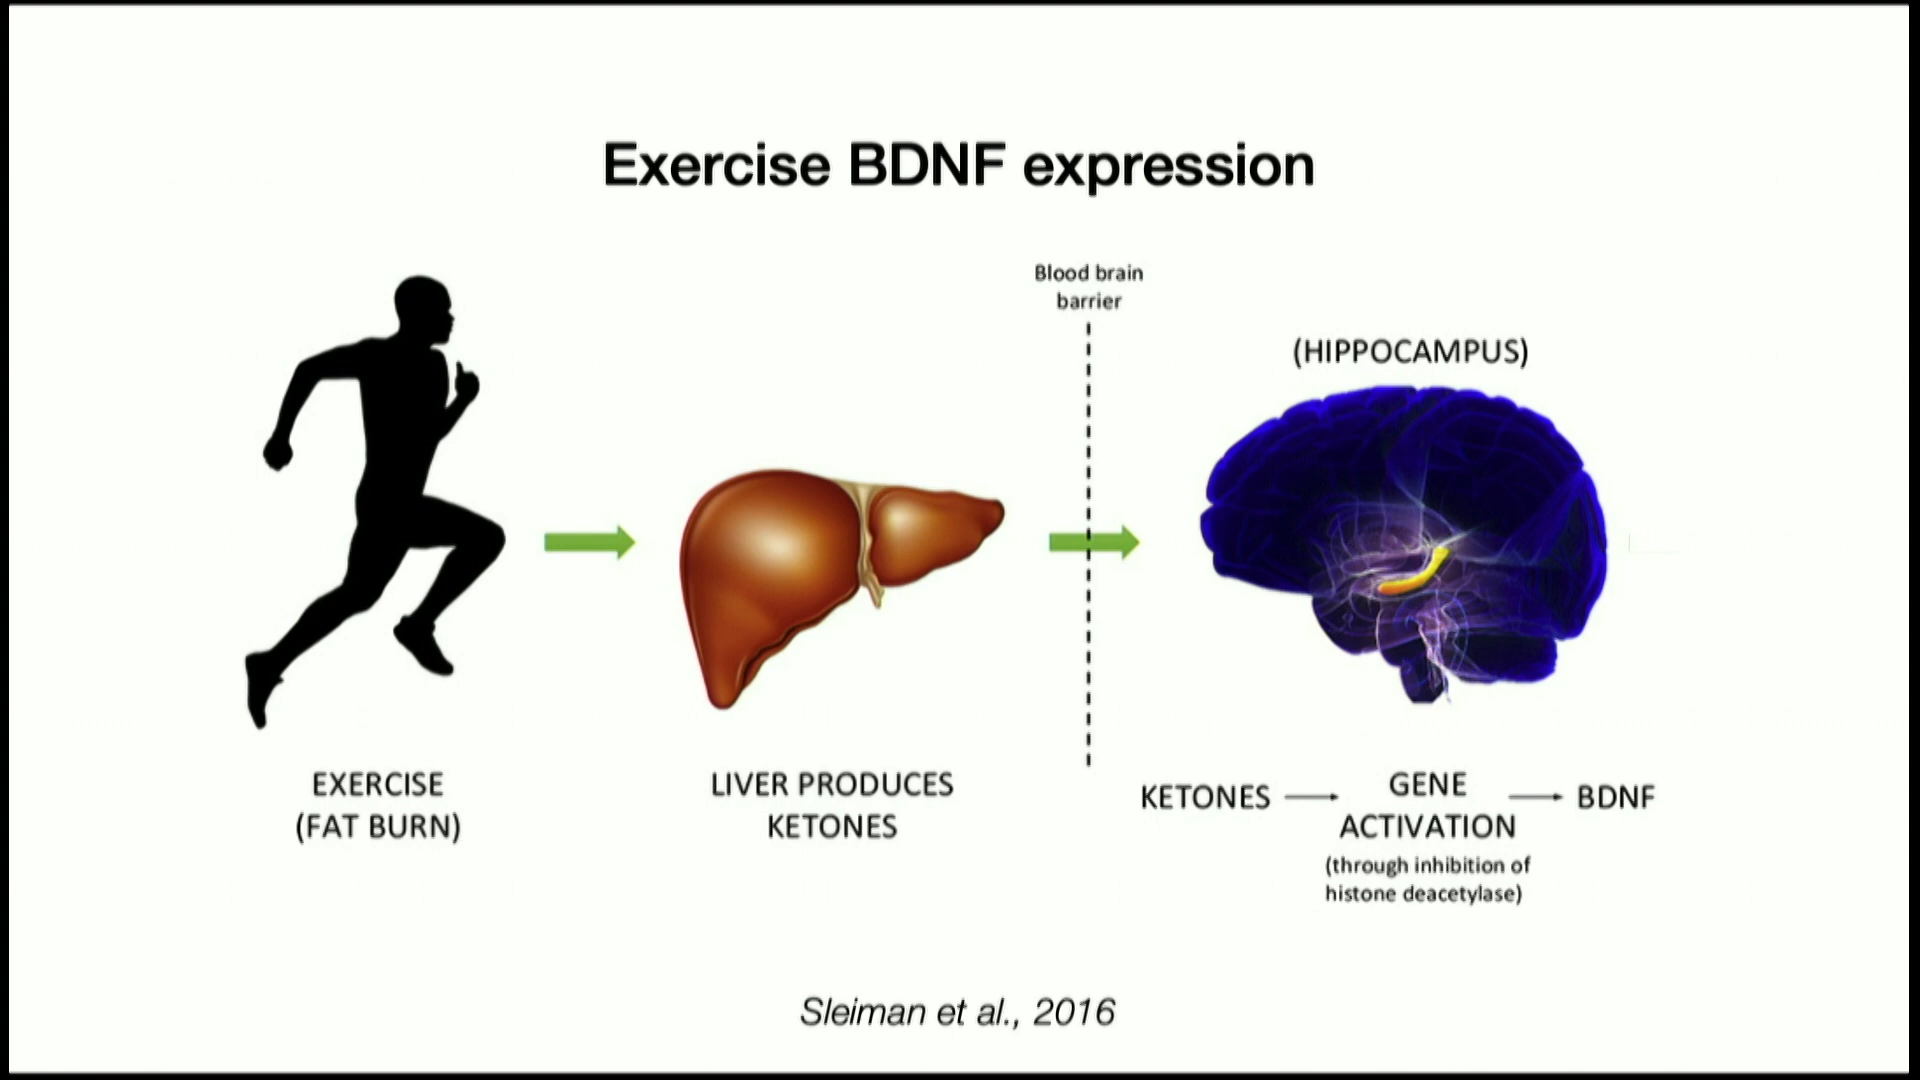 Exercise BDNF expression
Blood brain
barrier
(HIPPOCAMPUS)
EXERCISE
(FAT BURN)
LIVER PRODUCES
KETONES
KETONES
GENE
ACTIVATION
(through inhibition of
histone deacetylase)
BDNF
Sleiman et al., 2016